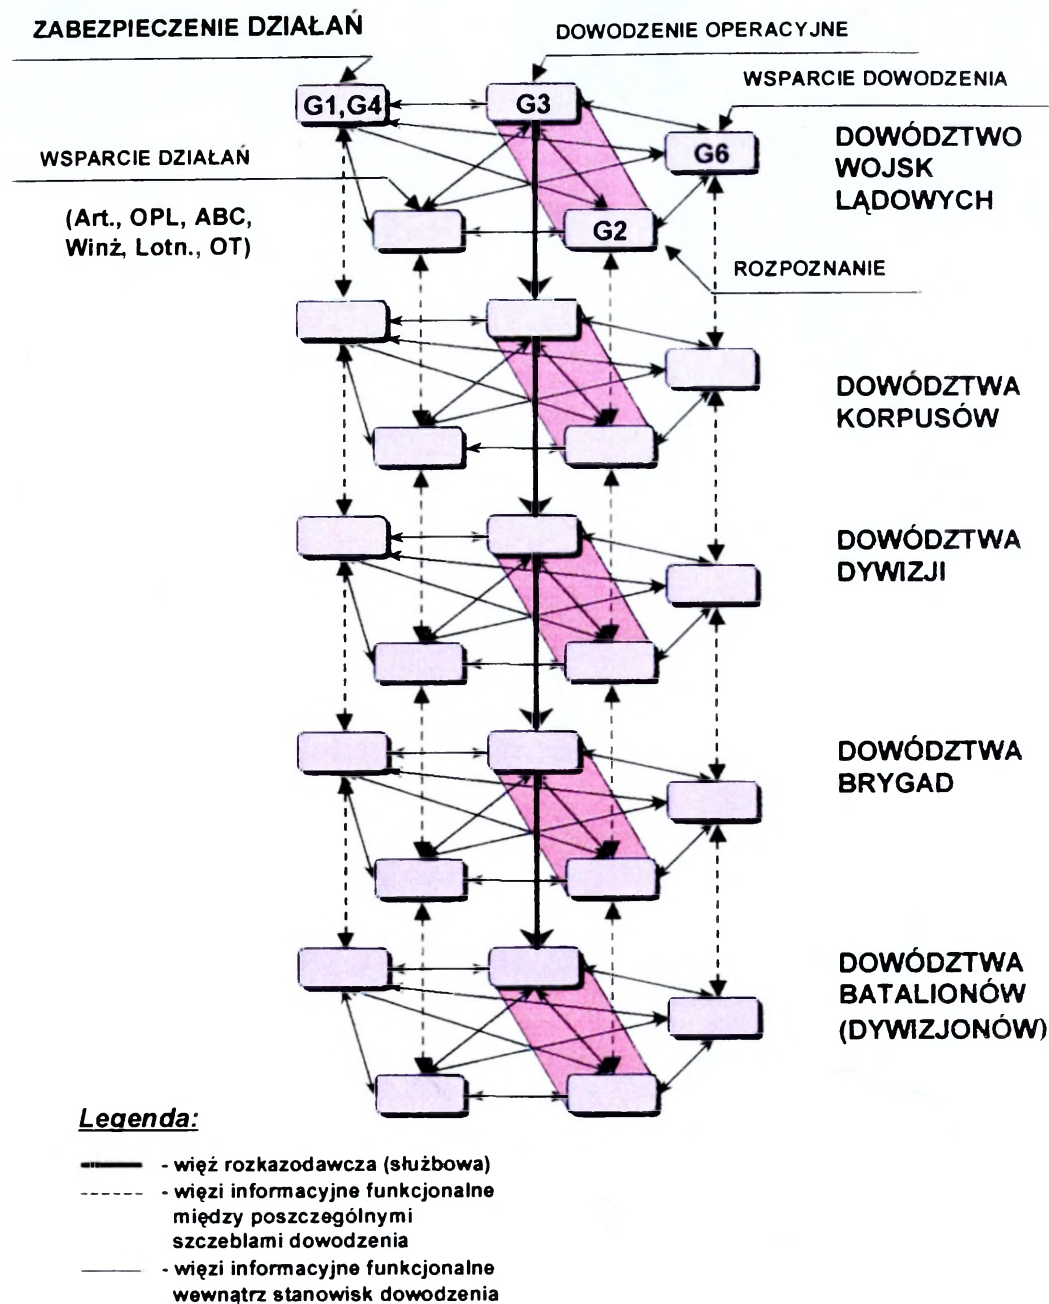 ZABEZPIECZENIE DZIAŁAŃ
DOWODZENIE OPERACYJNE
WSPARCIE DOWODZENIA
G1,G4
G3
G6
DOWÓDZTWO
WOJSK
LĄDOWYCH
WSPARCIE DZIAŁAŃ
(Art., OPL, ABC,
Winż, Lotn., OT)
G2
ROZPOZNANIE
DOWÓDZTWA
KORPUSÓW
DOWÓDZTWA
DYWIZJI
DOWÓDZTWA
BRYGAD
DOWÓDZTWA
BATALIONÓW
(DYWIZJONÓW)
Legenda:
- więź rozkazodawcza (służbowa)
- więzi informacyjne funkcjonalne
między poszczególnymi
szczeblami dowodzenia
- więzi informacyjne funkcjonalne
wewnątrz stanowisk dowodzenia